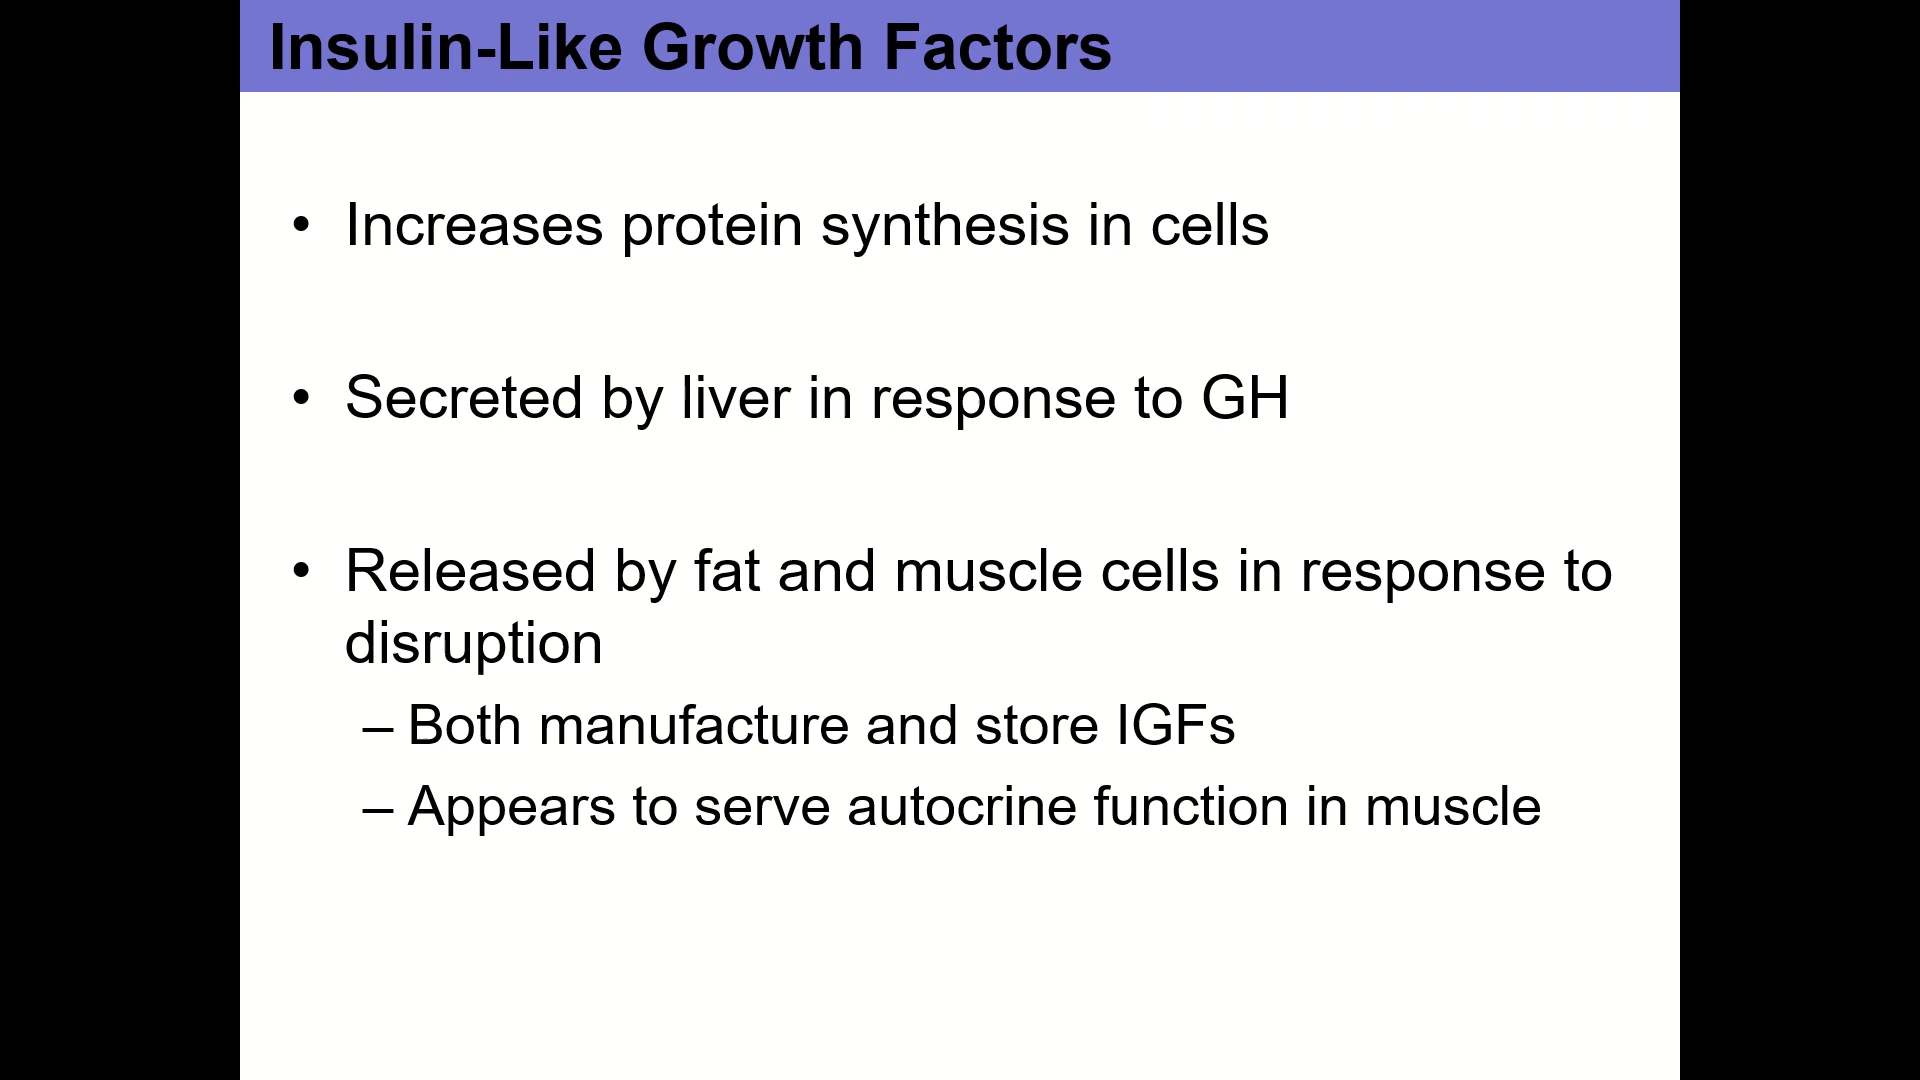 Insulin-Like Growth Factors
• Increases protein synthesis in cells
• Secreted by liver in response to GH
• Released by fat and muscle cells in response to
disruption
– Both manufacture and store IGFs
– Appears to serve autocrine function in muscle